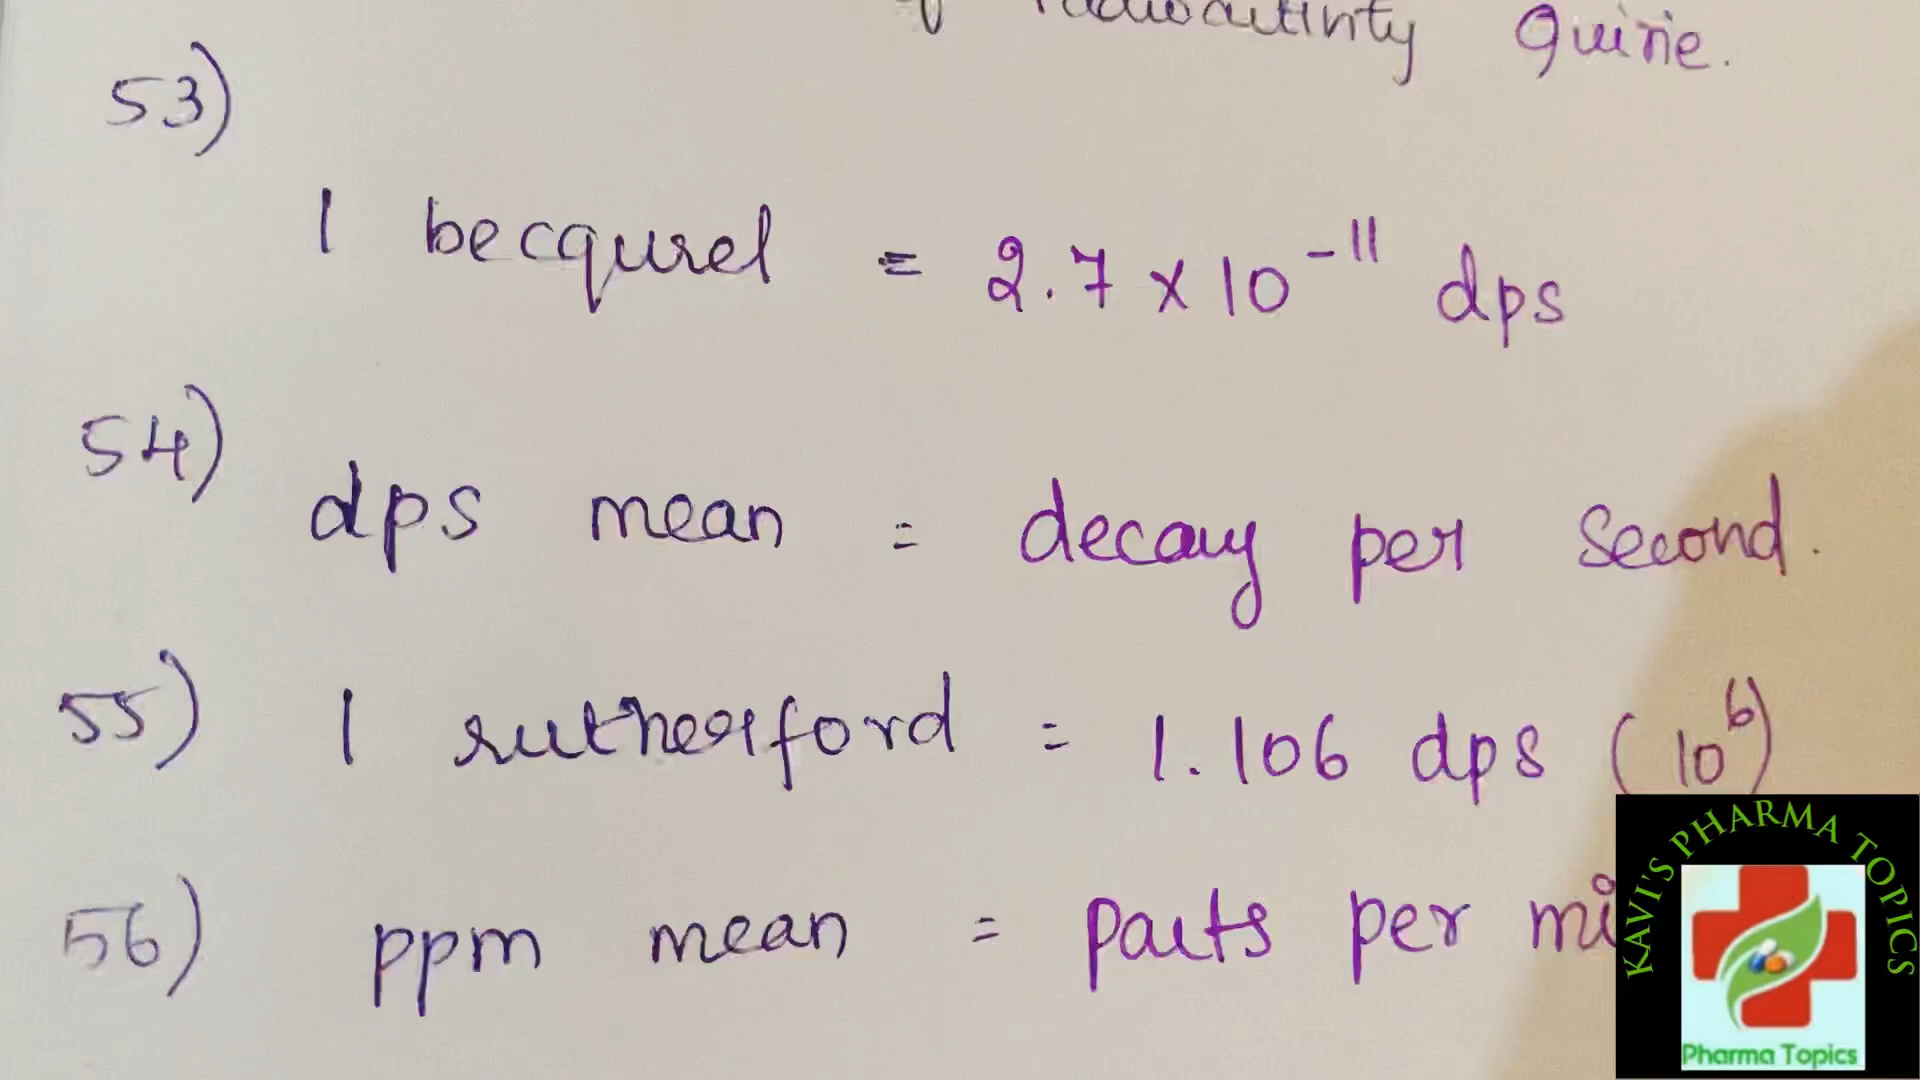 radioactivity Quirie.
53)
1 becqurel = 2.7 x 10⁻¹¹ dps
54)
dps mean = decay per second.
55) 1 rutherford = 1.106 dps (10⁶)
56) ppm mean = parts per mi
KAVI'S PHARMA TOPICS
Pharma Topics